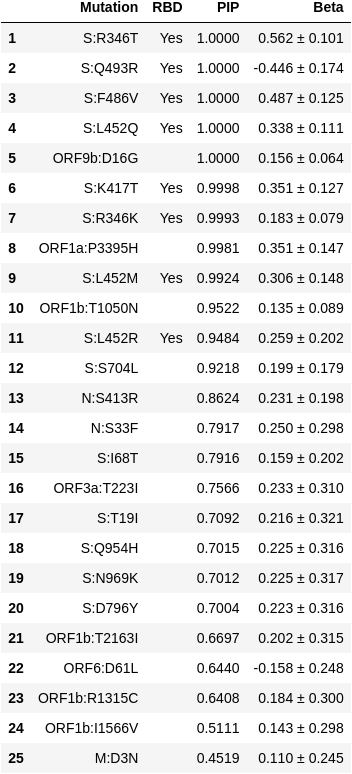 Mutation RBD PIP Beta
1 S:R346T Yes 1.0000 0.562 ± 0.101
2 S:Q493R Yes 1.0000 -0.446 ± 0.174
3 S:F486V Yes 1.0000 0.487 ± 0.125
4 S:L452Q Yes 1.0000 0.338 ± 0.111
5 ORF9b:D16G 1.0000 0.156 ± 0.064
6 S:K417T Yes 0.9998 0.351 ± 0.127
7 S:R346K Yes 0.9993 0.183 ± 0.079
8 ORF1a:P3395H 0.9981 0.351 ± 0.147
9 S:L452M Yes 0.9924 0.306 ± 0.148
10 ORF1b:T1050N 0.9522 0.135 ± 0.089
11 S:L452R Yes 0.9484 0.259 ± 0.202
12 S:S704L 0.9218 0.199 ± 0.179
13 N:S413R 0.8624 0.231 ± 0.198
14 N:S33F 0.7917 0.250 ± 0.298
15 S:I68T 0.7916 0.159 ± 0.202
16 ORF3a:T223I 0.7566 0.233 ± 0.310
17 S:T19I 0.7092 0.216 ± 0.321
18 S:Q954H 0.7015 0.225 ± 0.316
19 S:N969K 0.7012 0.225 ± 0.317
20 S:D796Y 0.7004 0.223 ± 0.316
21 ORF1b:T2163I 0.6697 0.202 ± 0.315
22 ORF6:D61L 0.6440 -0.158 ± 0.248
23 ORF1b:R1315C 0.6408 0.184 ± 0.300
24 ORF1b:I1566V 0.5111 0.143 ± 0.298
25 M:D3N 0.4519 0.110 ± 0.245